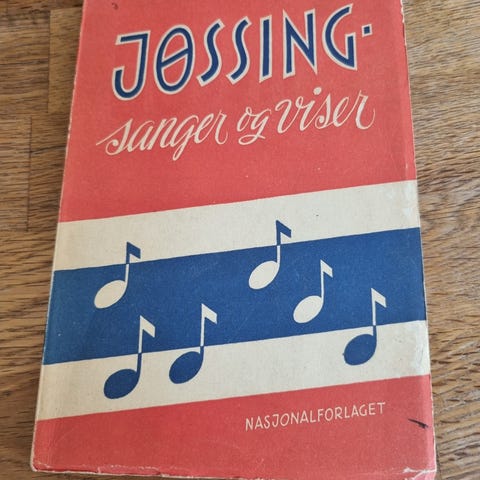 JØSSING-
sanger og viser
NASJONALFORLAGET